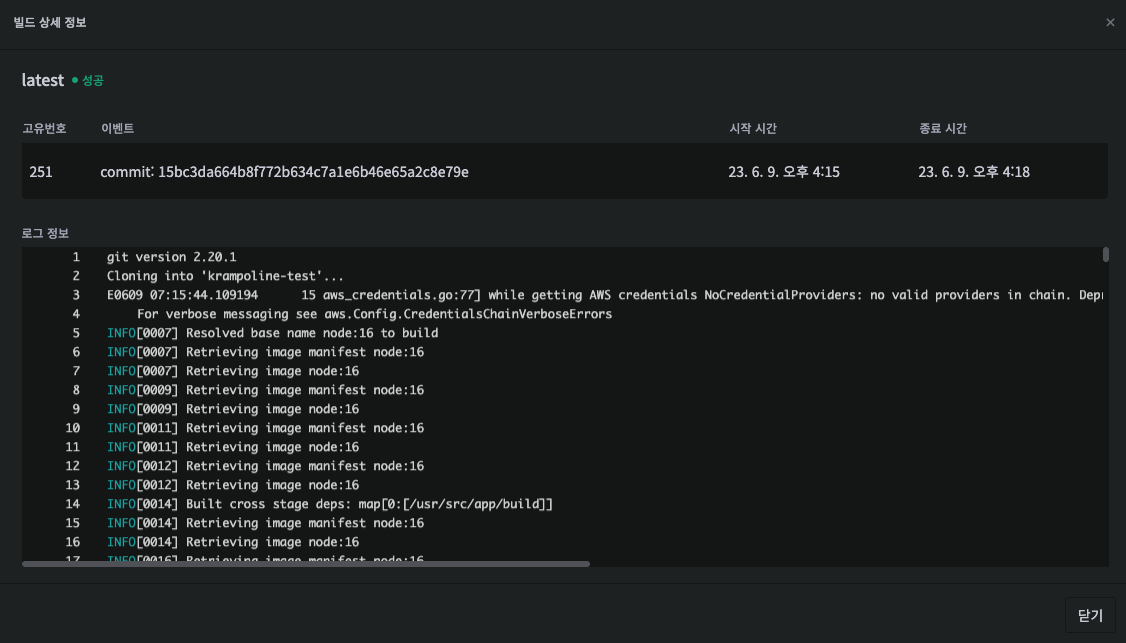 빌드 상세 정보 ×
latest 성공
고유번호 이벤트 시작 시간 종료 시간
251 commit: 15bc3da664b8f772b634c7a1e6b46e65a2c8e79e 23. 6. 9. 오후 4:15 23. 6. 9. 오후 4:18
로그 정보
1 git version 2.20.1
2 Cloning into 'krampoline-test'...
3 E0609 07:15:44.109194 15 aws_credentials.go:77] while getting AWS credentials NoCredentialProviders: no valid providers in chain. Depr
4 For verbose messaging see aws.Config.CredentialsChainVerboseErrors
5 INFO[0007] Resolved base name node:16 to build
6 INFO[0007] Retrieving image manifest node:16
7 INFO[0007] Retrieving image node:16
8 INFO[0009] Retrieving image manifest node:16
9 INFO[0009] Retrieving image node:16
10 INFO[0011] Retrieving image manifest node:16
11 INFO[0011] Retrieving image node:16
12 INFO[0012] Retrieving image manifest node:16
13 INFO[0012] Retrieving image node:16
14 INFO[0014] Built cross stage deps: map[0:[/usr/src/app/build]]
15 INFO[0014] Retrieving image manifest node:16
16 INFO[0014] Retrieving image node:16
17 INFO[0016] Retrieving image manifest node:16
닫기